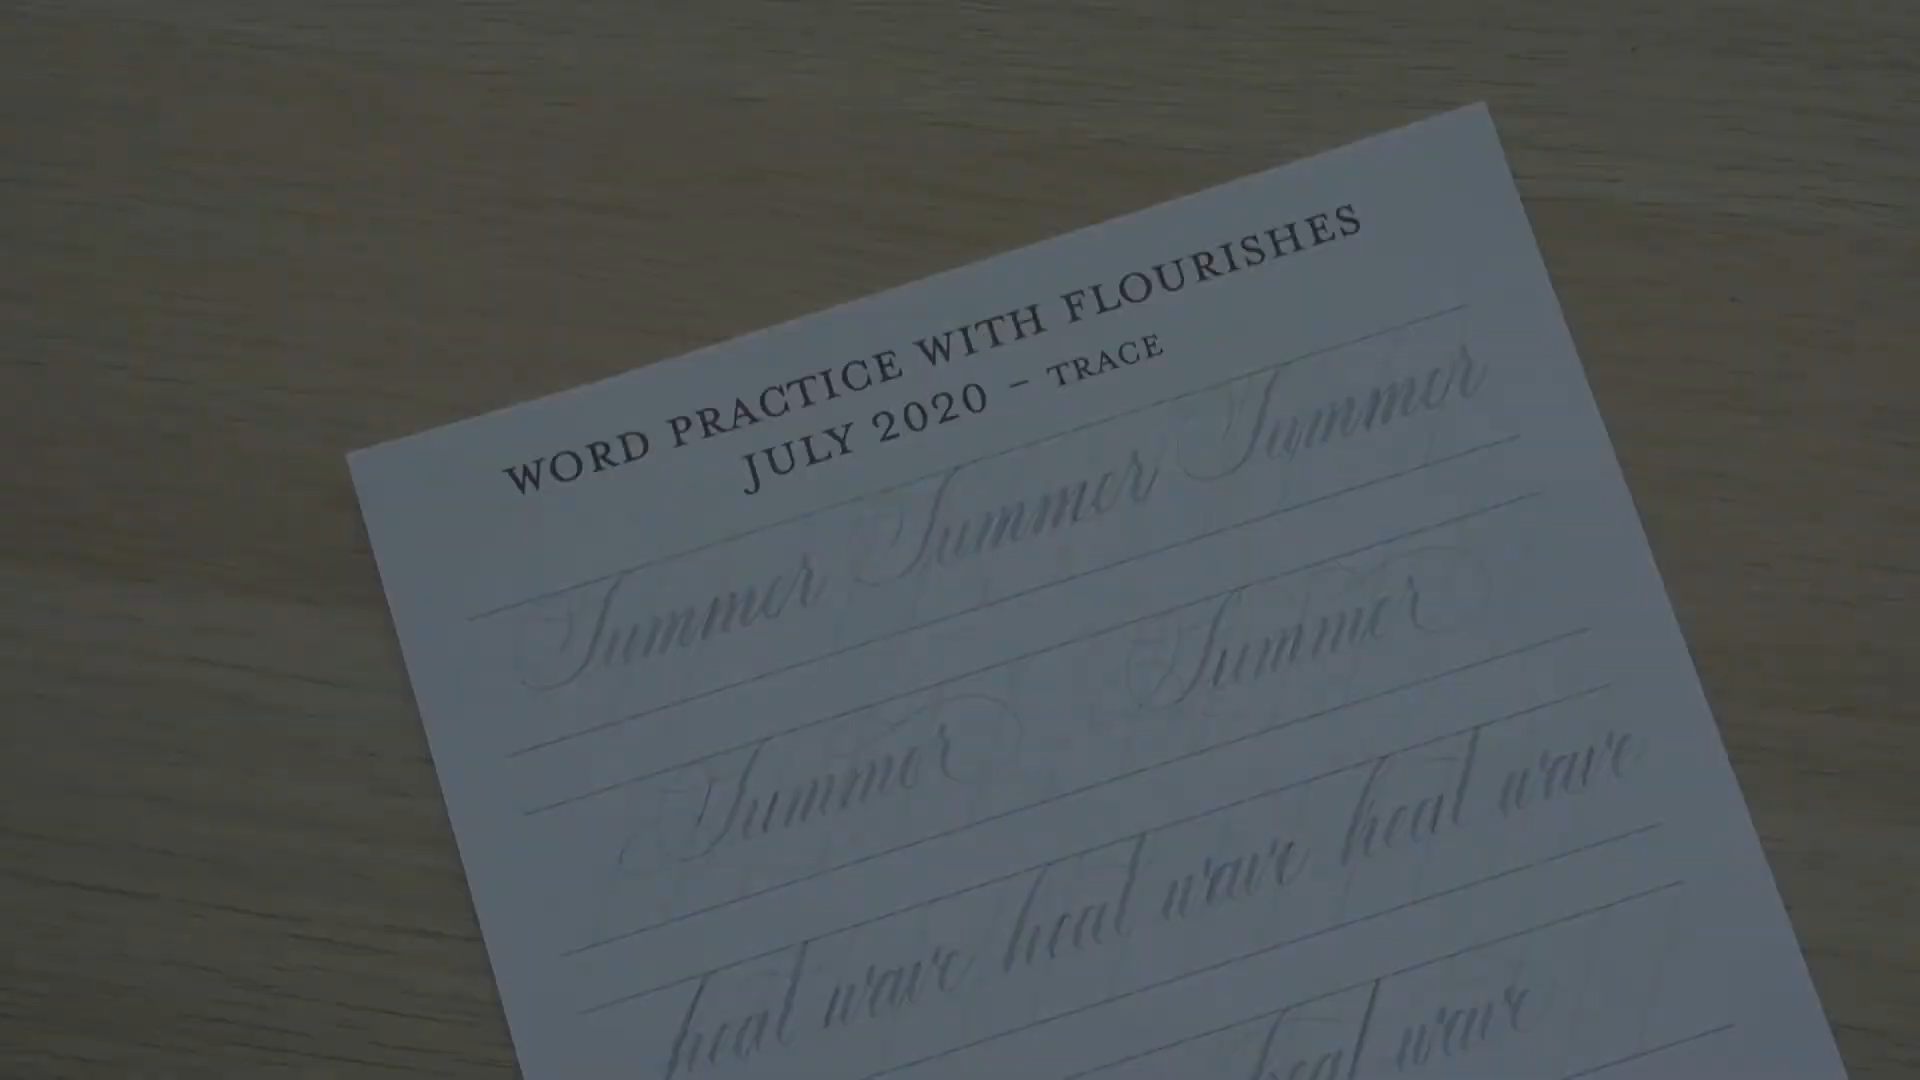 WORD PRACTICE WITH FLOURISHES
JULY 2020 - TRACE
Summer Summer Summer
Summer Summer
heat wave heat wave heat wave
heat wave